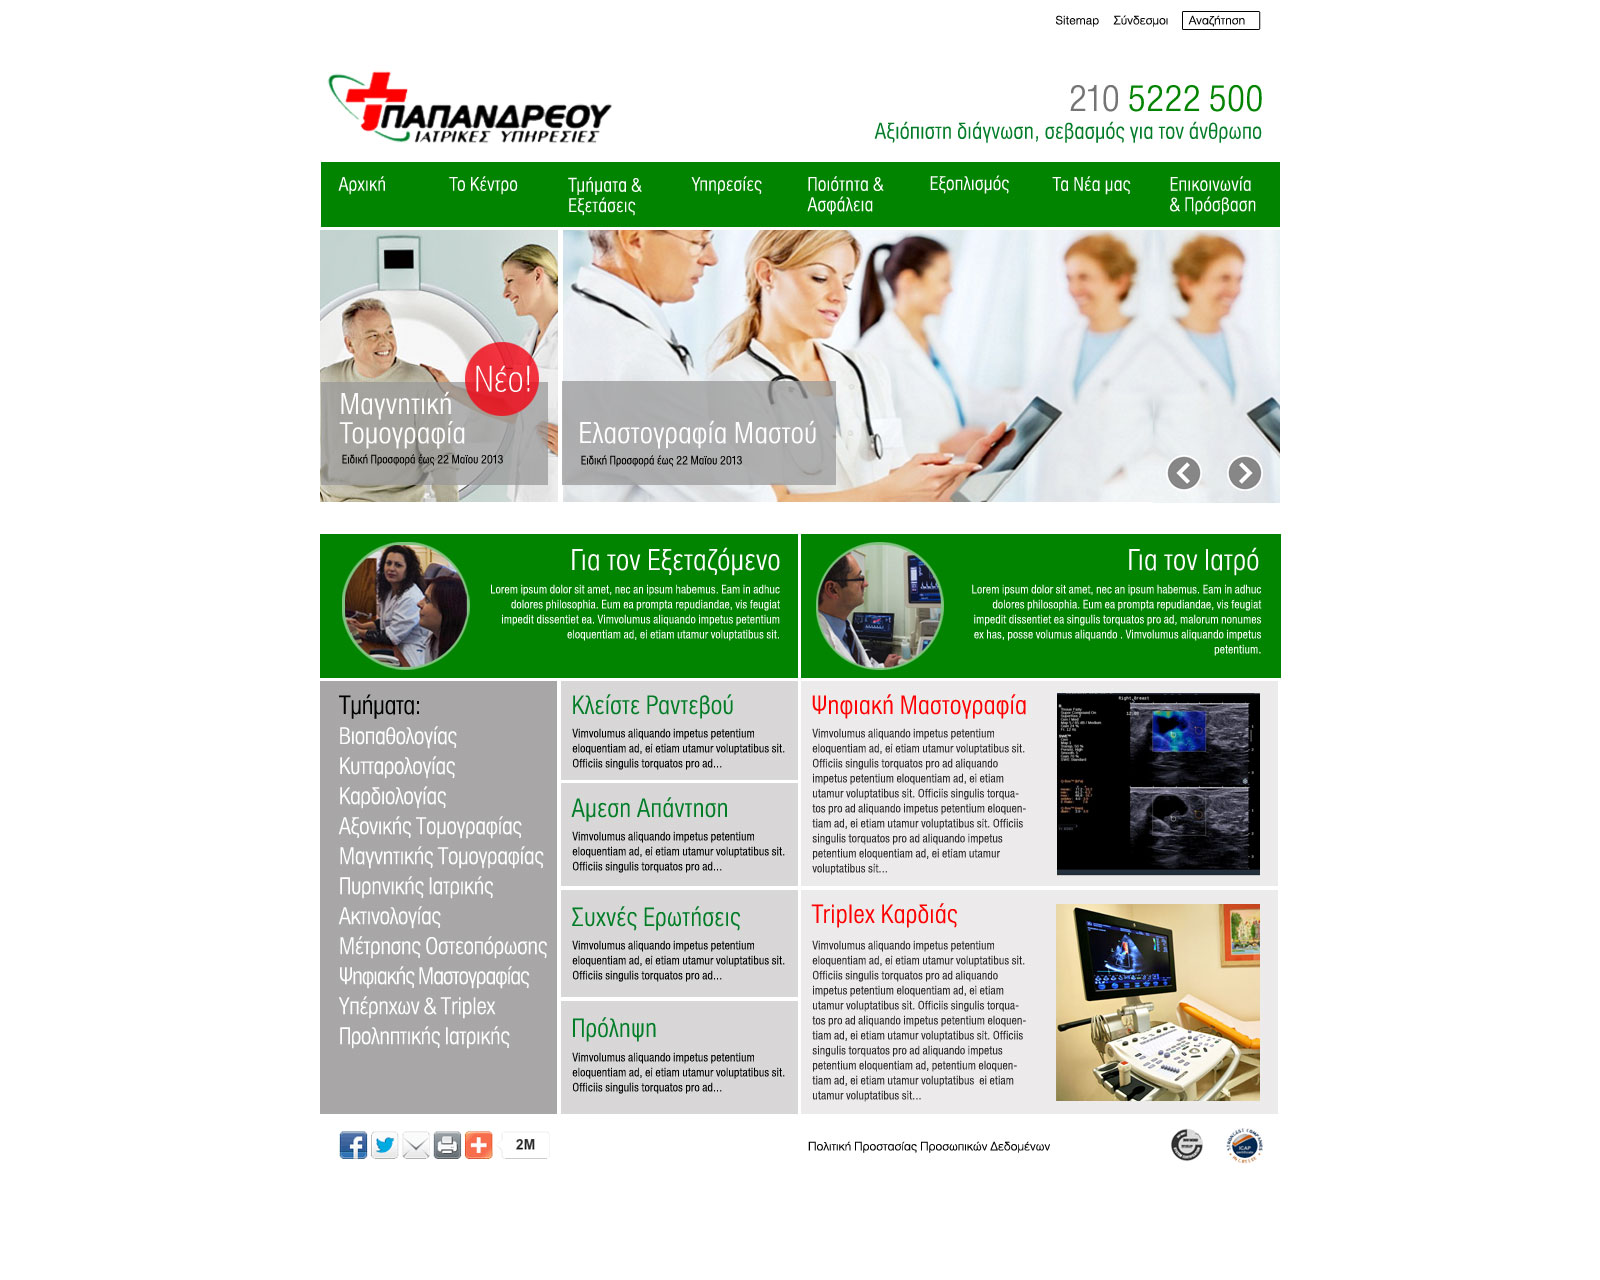 Sitemap
Σύνδεσμοι
Αναζήτηση
ΠΑΠΑΝΔΡΕΟΥ
ΙΑΤΡΙΚΕΣ ΥΠΗΡΕΣΙΕΣ
210 5222 500
Αξιόπιστη διάγνωση, σεβασμός για τον άνθρωπο
Αρχική
Το Κέντρο
Τμήματα &
Εξετάσεις
Υπηρεσίες
Ποιότητα &
Ασφάλεια
Εξοπλισμός
Τα Νέα μας
Επικοινωνία
& Πρόσβαση
Νέο!
Μαγνητική
Τομογραφία
Ειδική Προσφορά έως 22 Μαΐου 2013
Ελαστογραφία Μαστού
Ειδική Προσφορά έως 22 Μαΐου 2013
Για τον Εξεταζόμενο
Lorem ipsum dolor sit amet, nec an ipsum habemus. Eam in adhuc
dolores philosophia. Eum ea prompta repudiandae, vis feugiat
impedit dissentiet ea. Vimvolumus aliquando impetus petentium
eloquentiam ad, ei etiam utamur voluptatibus sit.
Για τον Ιατρό
Lorem ipsum dolor sit amet, nec an ipsum habemus. Eam in adhuc
dolores philosophia. Eum ea prompta repudiandae, vis feugiat
impedit dissentiet ea singulis torquatos pro ad, malorum nonumes
ex has, posse volumus aliquando . Vimvolumus aliquando impetus
petentium.
Τμήματα:
Βιοπαθολογίας
Κυτταρολογίας
Καρδιολογίας
Αξονικής Τομογραφίας
Μαγνητικής Τομογραφίας
Πυρηνικής Ιατρικής
Ακτινολογίας
Μέτρησης Οστεοπόρωσης
Ψηφιακής Μαστογραφίας
Υπέρηχων & Triplex
Προληπτικής Ιατρικής
Κλείστε Ραντεβού
Vimvolumus aliquando impetus petentium
eloquentiam ad, ei etiam utamur voluptatibus sit.
Officiis singulis torquatos pro ad...
Αμεση Απάντηση
Vimvolumus aliquando impetus petentium
eloquentiam ad, ei etiam utamur voluptatibus sit.
Officiis singulis torquatos pro ad...
Συχνές Ερωτήσεις
Vimvolumus aliquando impetus petentium
eloquentiam ad, ei etiam utamur voluptatibus sit.
Officiis singulis torquatos pro ad...
Πρόληψη
Vimvolumus aliquando impetus petentium
eloquentiam ad, ei etiam utamur voluptatibus sit.
Officiis singulis torquatos pro ad...
Ψηφιακή Μαστογραφία
Vimvolumus aliquando impetus petentium
eloquentiam ad, ei etiam utamur voluptatibus sit.
Officiis singulis torquatos pro ad aliquando
impetus petentium eloquentiam ad, ei etiam
utamur voluptatibus sit. Officiis singulis torqua-
tos pro ad aliquando impetus petentium eloquen-
tiam ad, ei etiam utamur voluptatibus sit. Officiis
singulis torquatos pro ad aliquando impetus
petentium eloquentiam ad, ei etiam utamur
voluptatibus sit...
Right Breast
Triplex Καρδιάς
Vimvolumus aliquando impetus petentium
eloquentiam ad, ei etiam utamur voluptatibus sit.
Officiis singulis torquatos pro ad aliquando
impetus petentium eloquentiam ad, ei etiam
utamur voluptatibus sit. Officiis singulis torqua-
tos pro ad aliquando impetus petentium eloquen-
tiam ad, ei etiam utamur voluptatibus sit. Officiis
singulis torquatos pro ad aliquando impetus
petentium eloquentiam ad, petentium eloquen-
tiam ad, ei etiam utamur voluptatibus  ei etiam
utamur voluptatibus sit...
2M
Πολιτική Προστασίας Προσωπικών Δεδομένων
ICAP